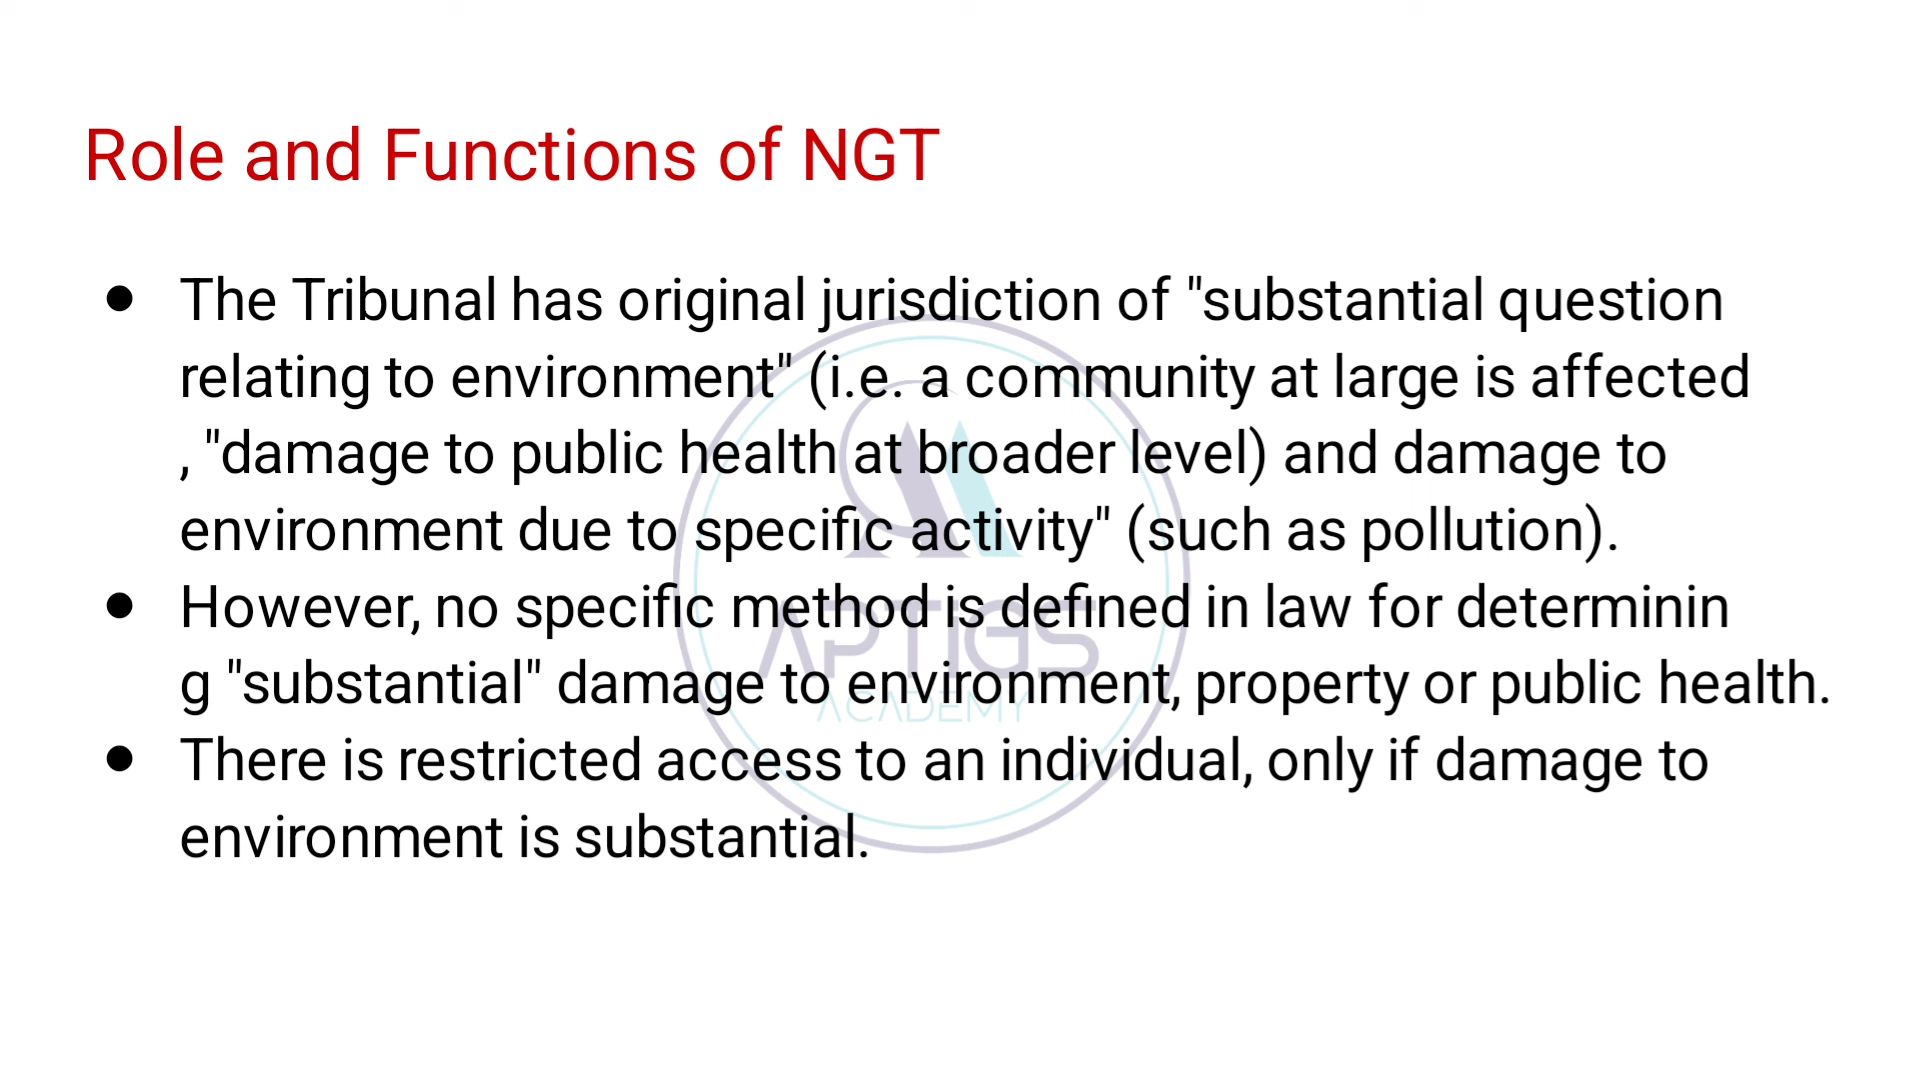 Role and Functions of NGT
● The Tribunal has original jurisdiction of "substantial question
relating to environment" (i.e. a community at large is affected
, "damage to public health at broader level) and damage to
environment due to specific activity" (such as pollution).
● However, no specific method is defined in law for determinin
g "substantial" damage to environment, property or public health.
● There is restricted access to an individual, only if damage to
environment is substantial.
APTIGS
ACADEMY